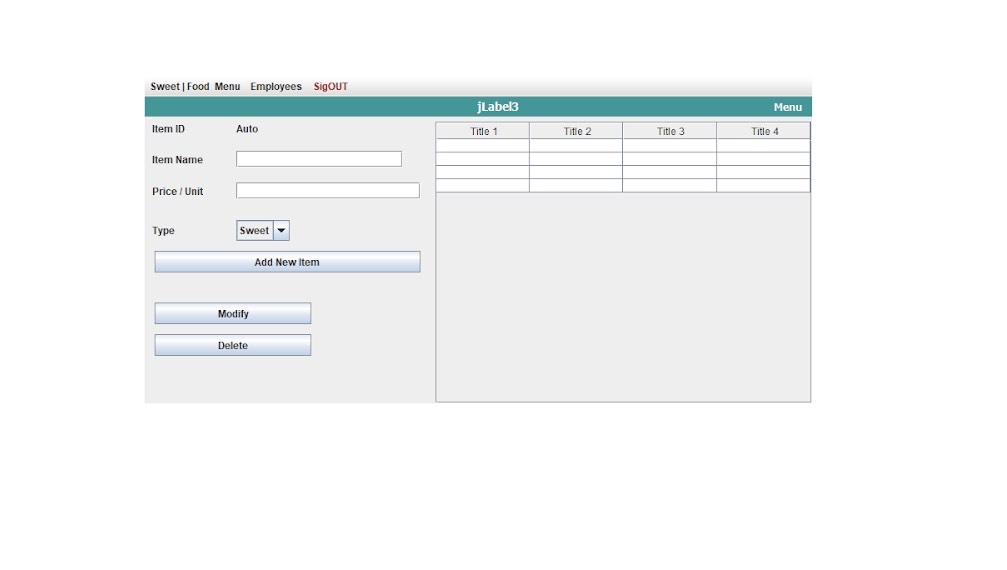 Sweet | Food Menu Employees SigOUT
jLabel3 Menu
Item ID Auto
Title 1 Title 2 Title 3 Title 4
Item Name
Price / Unit
Type Sweet
Add New Item
Modify
Delete